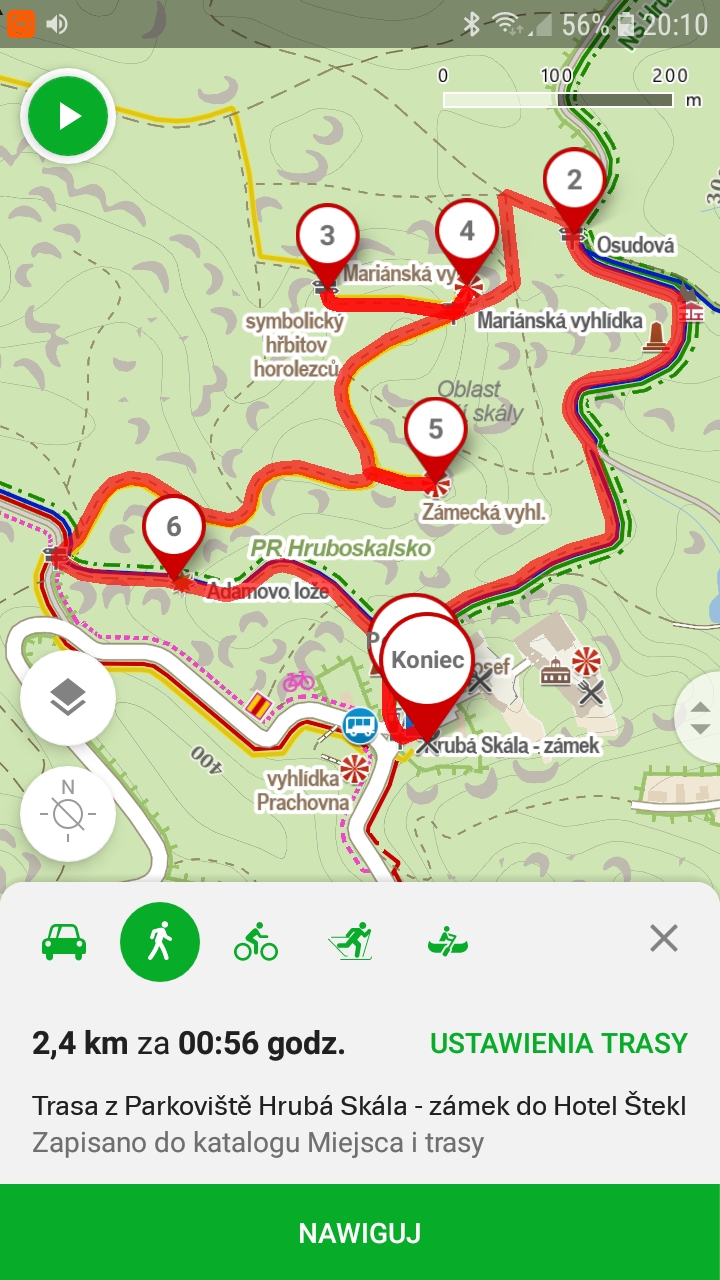 56% 20:10
0 100 200
m
2
Osudová
3
4
Mariánská vy
symbolický
hřbitov
horolezců
Mariánská vyhlídka
Oblast
skály
5
Zámecká vyhl.
6
PR Hruboskalsko
Adamovo lože
P
Koniec
osef
rubá Skála - zámek
400
vyhlídka
Prachovna
N
2,4 km za 00:56 godz.
USTAWIENIA TRASY
Trasa z Parkoviště Hrubá Skála - zámek do Hotel Štekl
Zapisano do katalogu Miejsca i trasy
NAWIGUJ